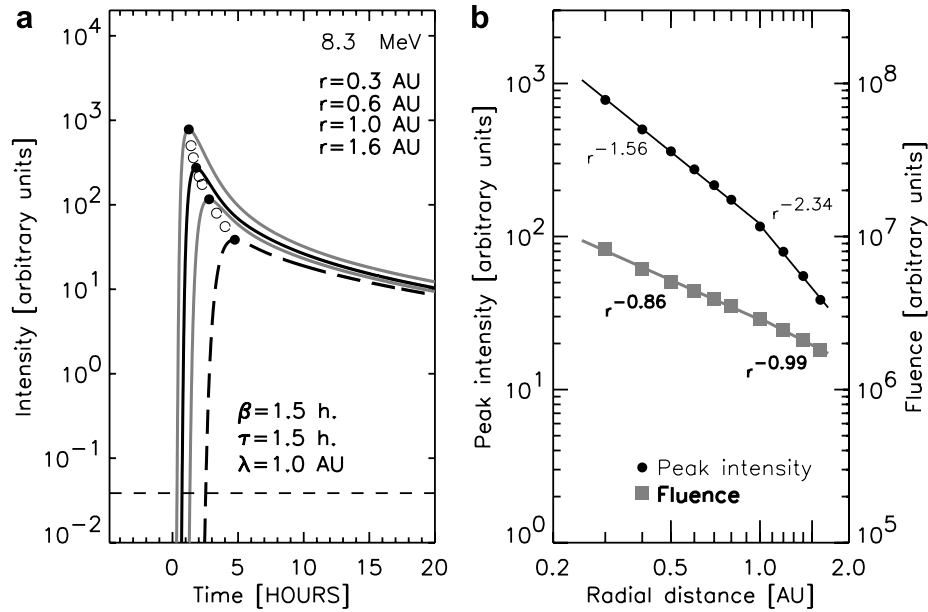 a
8.3 MeV
r=0.3 AU
r=0.6 AU
r=1.0 AU
r=1.6 AU
10^4
10^3
10^2
10^1
10^0
10^-1
10^-2
Intensity [arbitrary units]
β=1.5 h.
τ=1.5 h.
λ=1.0 AU
0 5 10 15 20
Time [HOURS]
b
10^3
10^2
10^1
10^0
Peak intensity [arbitrary units]
r^-1.56
r^-2.34
r^-0.86
r^-0.99
Peak intensity
Fluence
10^8
10^7
10^6
10^5
Fluence [arbitrary units]
0.2 0.5 1.0 2.0
Radial distance [AU]